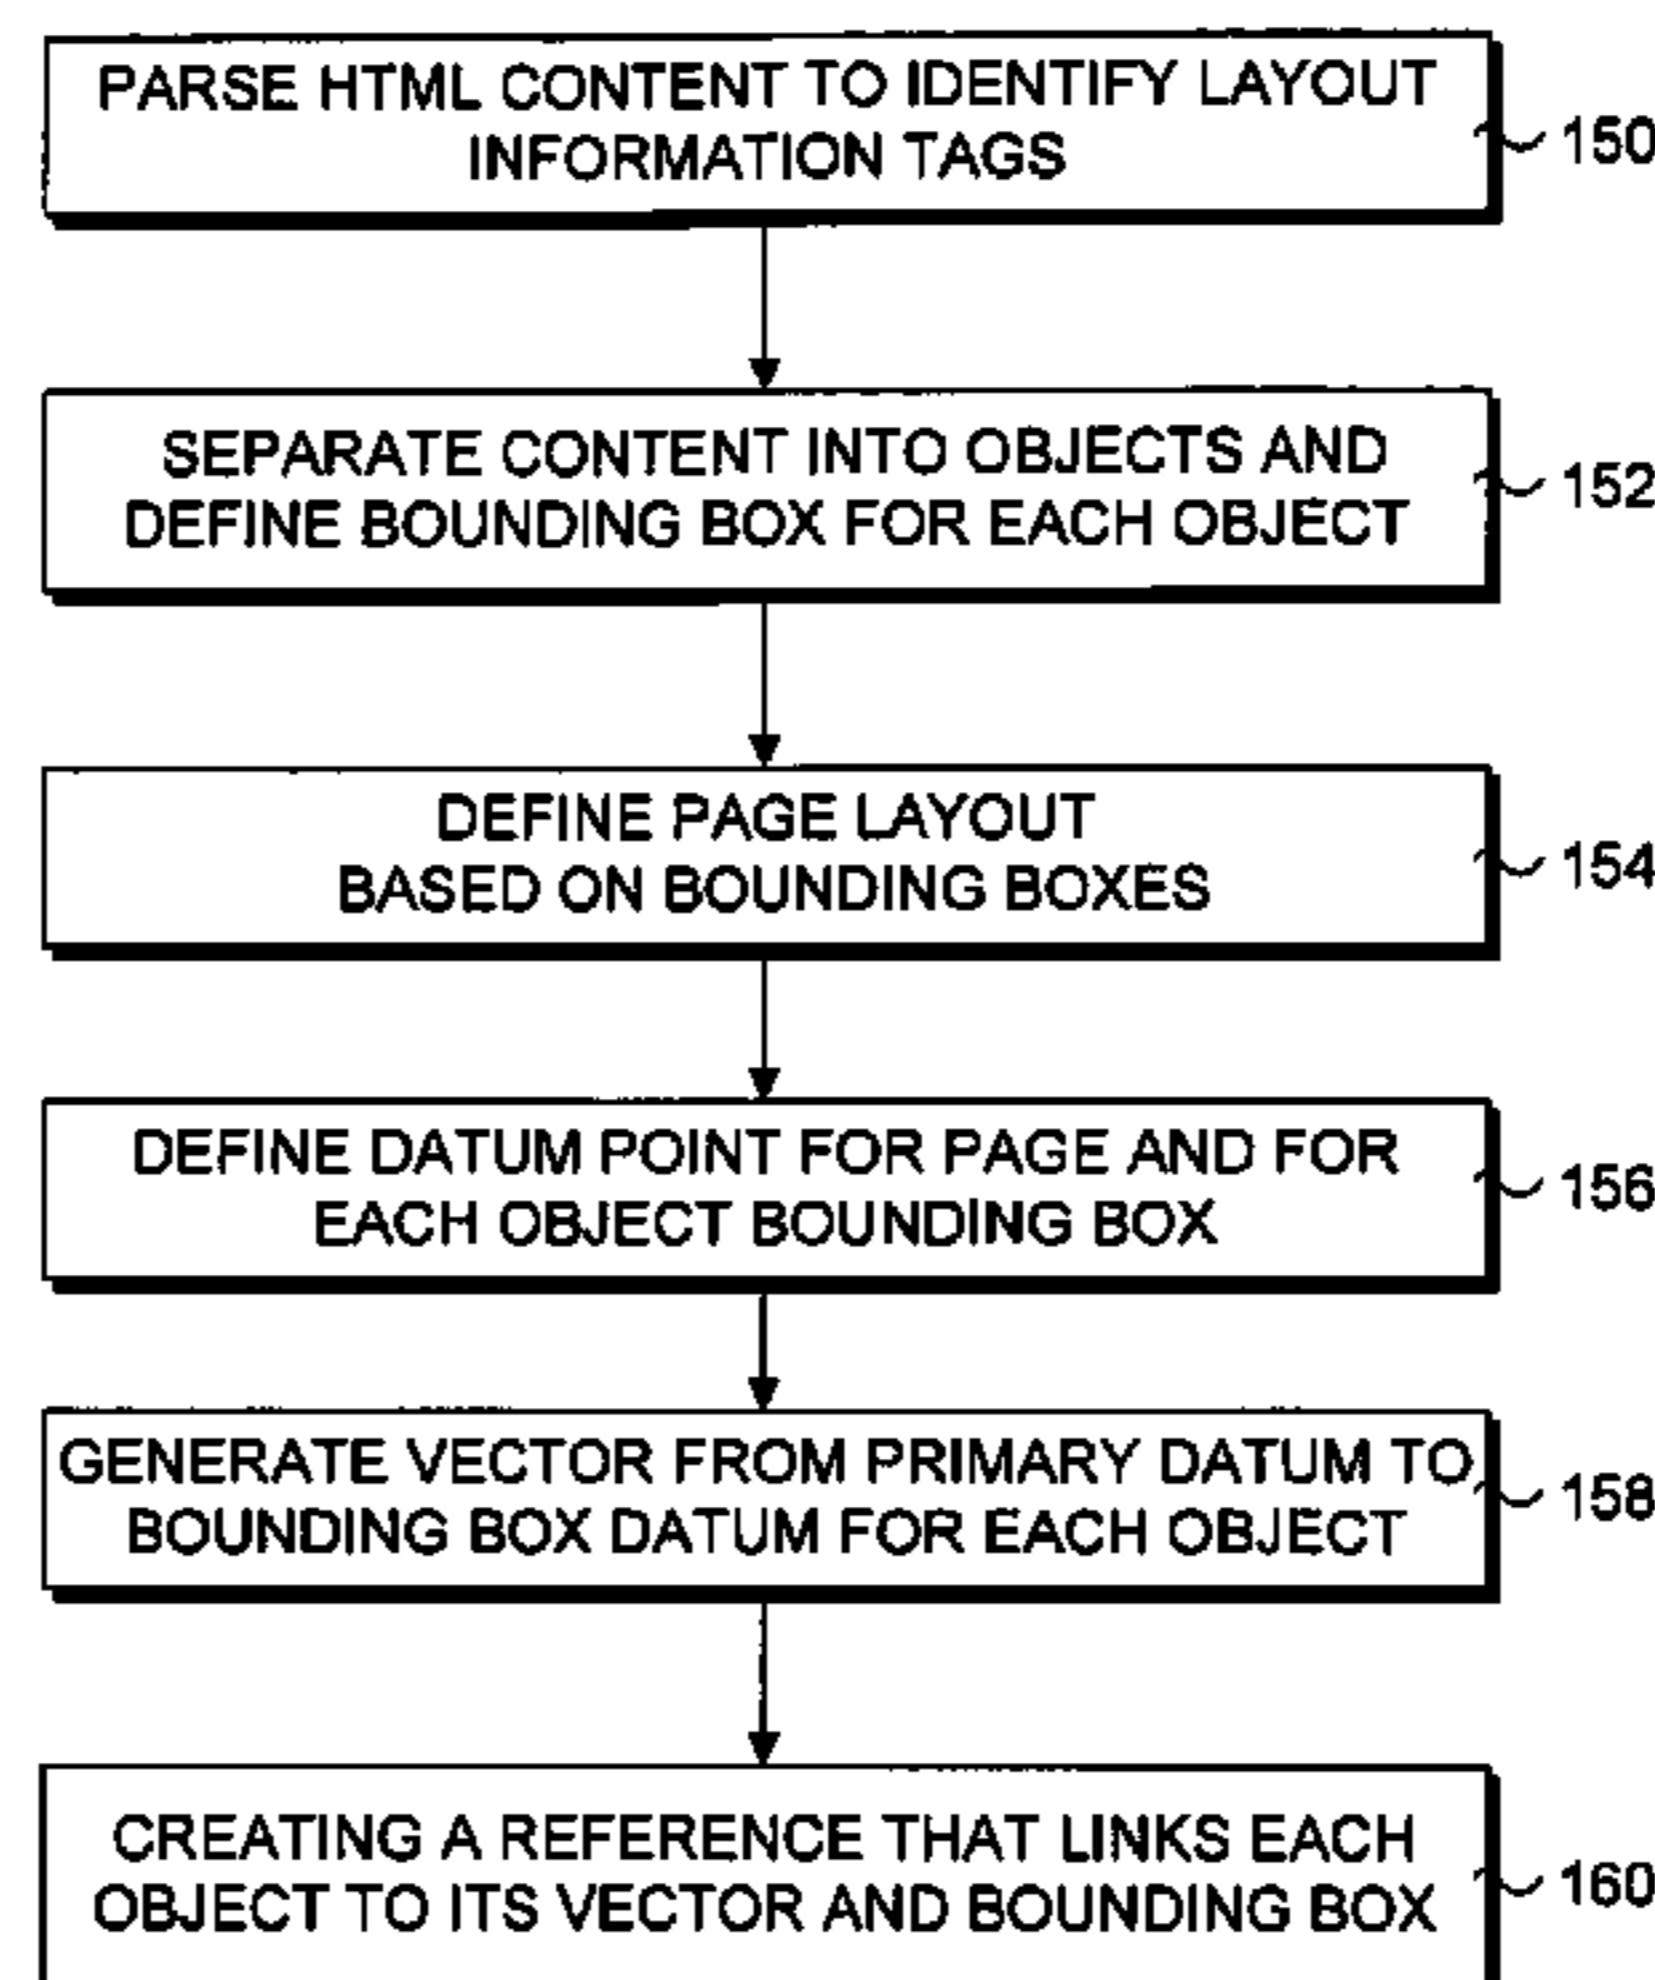 PARSE HTML CONTENT TO IDENTIFY LAYOUT
INFORMATION TAGS
150
SEPARATE CONTENT INTO OBJECTS AND
DEFINE BOUNDING BOX FOR EACH OBJECT
152
DEFINE PAGE LAYOUT
BASED ON BOUNDING BOXES
154
DEFINE DATUM POINT FOR PAGE AND FOR
EACH OBJECT BOUNDING BOX
156
GENERATE VECTOR FROM PRIMARY DATUM TO
BOUNDING BOX DATUM FOR EACH OBJECT
158
CREATING A REFERENCE THAT LINKS EACH
OBJECT TO ITS VECTOR AND BOUNDING BOX
160